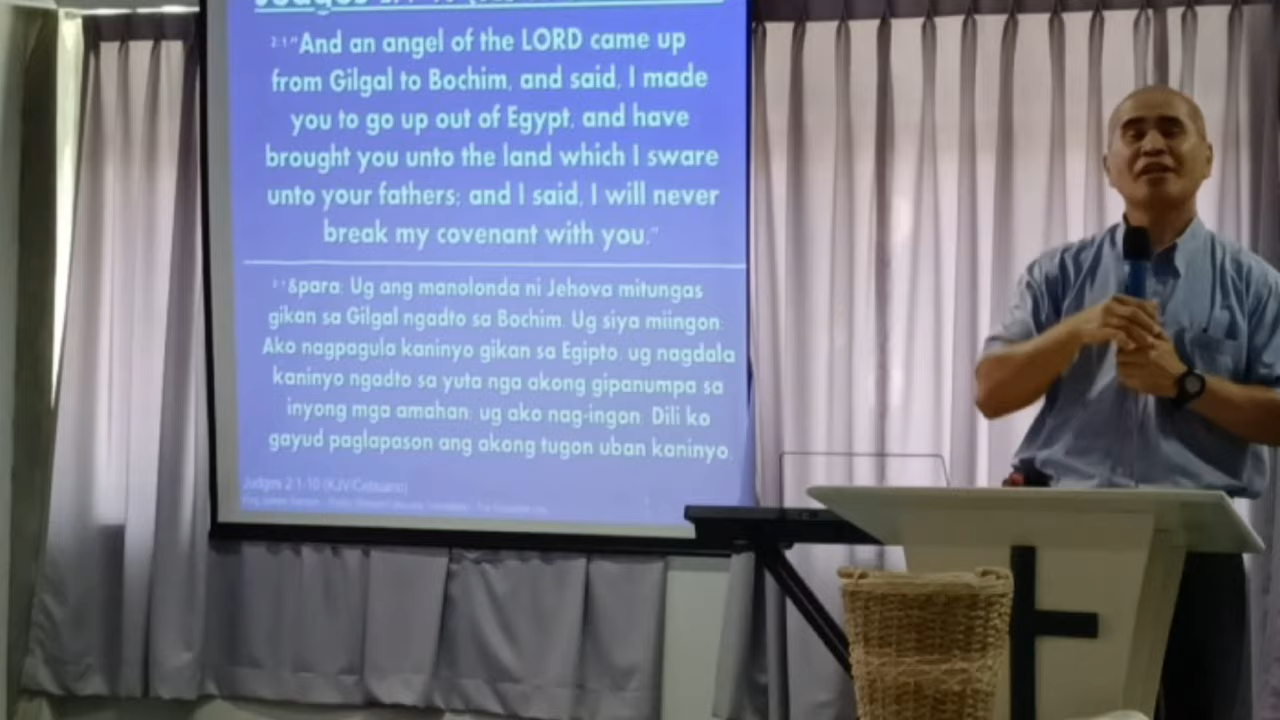 Judges
2:1 "And an angel of the LORD came up
from Gilgal to Bochim, and said, I made
you to go up out of Egypt, and have
brought you unto the land which I sware
unto your fathers; and I said, I will never
break my covenant with you."
2:1 &para; Ug ang manolonda ni Jehova mitungas
gikan sa Gilgal ngadto sa Bochim. Ug siya miingon:
Ako nagpagula kaninyo gikan sa Egipto, ug nagdala
kaninyo ngadto sa yuta nga akong gipanumpa sa
inyong mga amahan; ug ako nag-ingon: Dili ko
gayud paglapason ang akong tugon uban kaninyo.
Judges 2:1-10 (KJV/Cebuano)